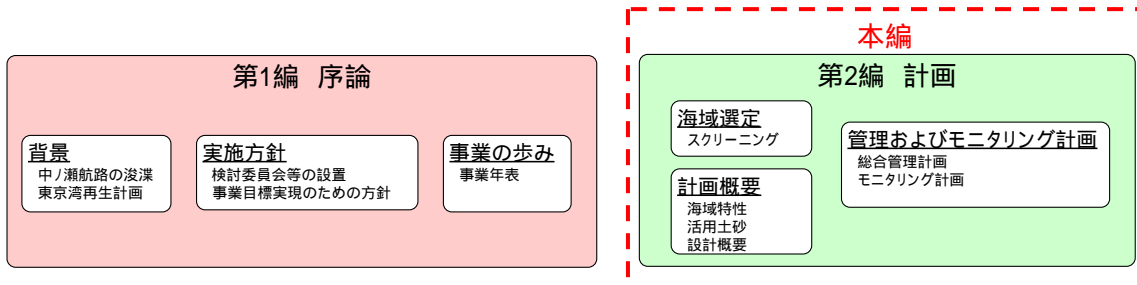 第1編 序論
背景
中ノ瀬航路の浚渫
東京湾再生計画
実施方針
検討委員会等の設置
事業目標実現のための方針
事業の歩み
事業年表
本編
第2編 計画
海域選定
スクリーニング
計画概要
海域特性
活用土砂
設計概要
管理およびモニタリング計画
総合管理計画
モニタリング計画